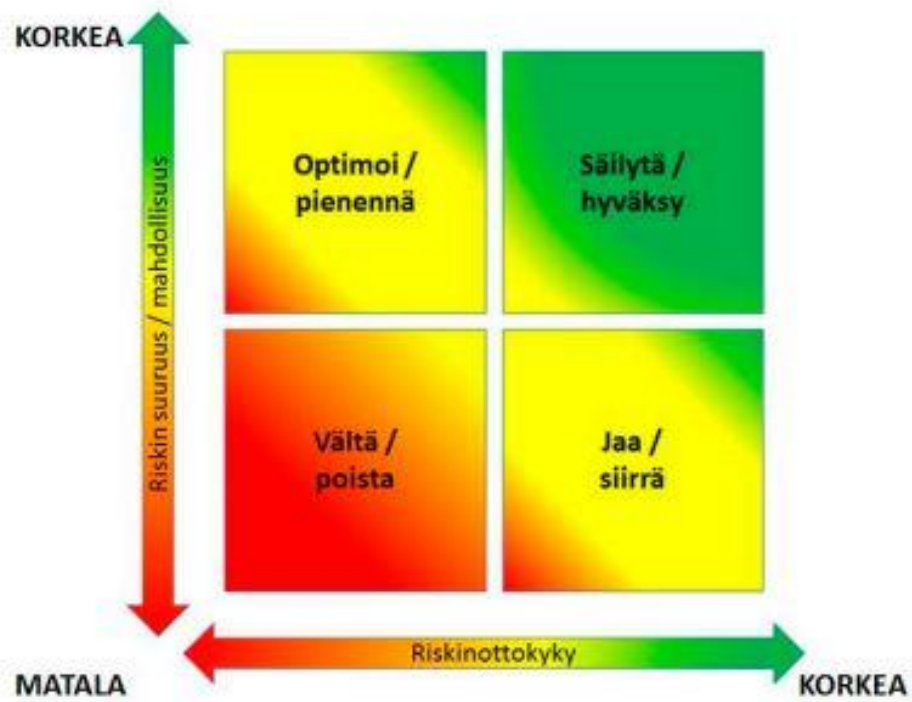 KORKEA
Riskin suuruus / mahdollisuus
Optimoi /
pienennä
Säilytä /
hyväksy
Vältä /
poista
Jaa /
siirrä
Riskinottokyky
MATALA
KORKEA